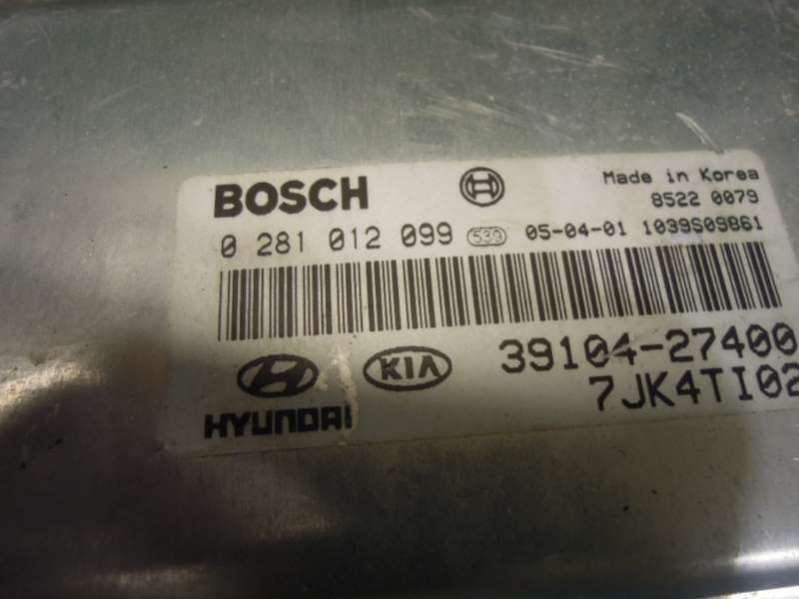 BOSCH
Made in Korea
8522 0079
0 281 012 099 539 05-04-01 1039S09861
39104-27400
7JK4TI02
HYUNDAI
KIA